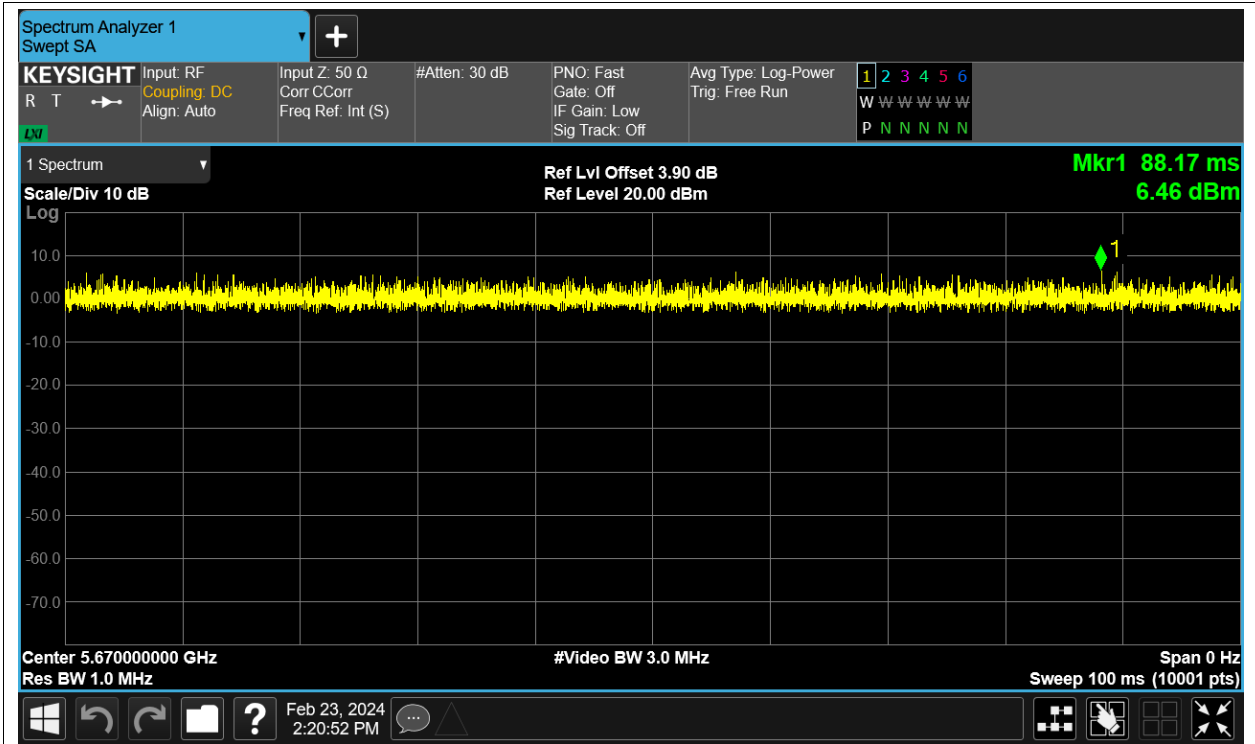 Spectrum Analyzer 1
Swept SA
KEYSIGHT
R T
LXI
Input: RF
Coupling: DC
Align: Auto
Input Z: 50 Ω
Corr CCorr
Freq Ref: Int (S)
#Atten: 30 dB
PNO: Fast
Gate: Off
IF Gain: Low
Sig Track: Off
Avg Type: Log-Power
Trig: Free Run
1 2 3 4 5 6
W W W W W W
P N N N N N
1 Spectrum
Scale/Div 10 dB
Ref Lvl Offset 3.90 dB
Ref Level 20.00 dBm
Mkr1 88.17 ms
6.46 dBm
Log
10.0
0.00
-10.0
-20.0
-30.0
-40.0
-50.0
-60.0
-70.0
1
Center 5.670000000 GHz
#Video BW 3.0 MHz
Span 0 Hz
Res BW 1.0 MHz
Sweep 100 ms (10001 pts)
?
Feb 23, 2024
2:20:52 PM